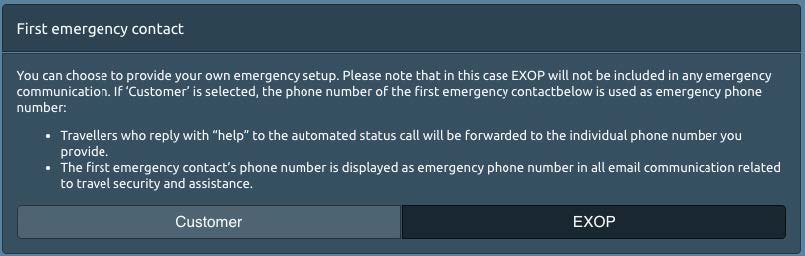 First emergency contact
You can choose to provide your own emergency setup. Please note that in this case EXOP will not be included in any emergency
communication. If ‘Customer’ is selected, the phone number of the first emergency contactbelow is used as emergency phone
number:
▪ Travellers who reply with “help” to the automated status call will be forwarded to the individual phone number you
provide.
▪ The first emergency contact’s phone number is displayed as emergency phone number in all email communication related
to travel security and assistance.
Customer
EXOP